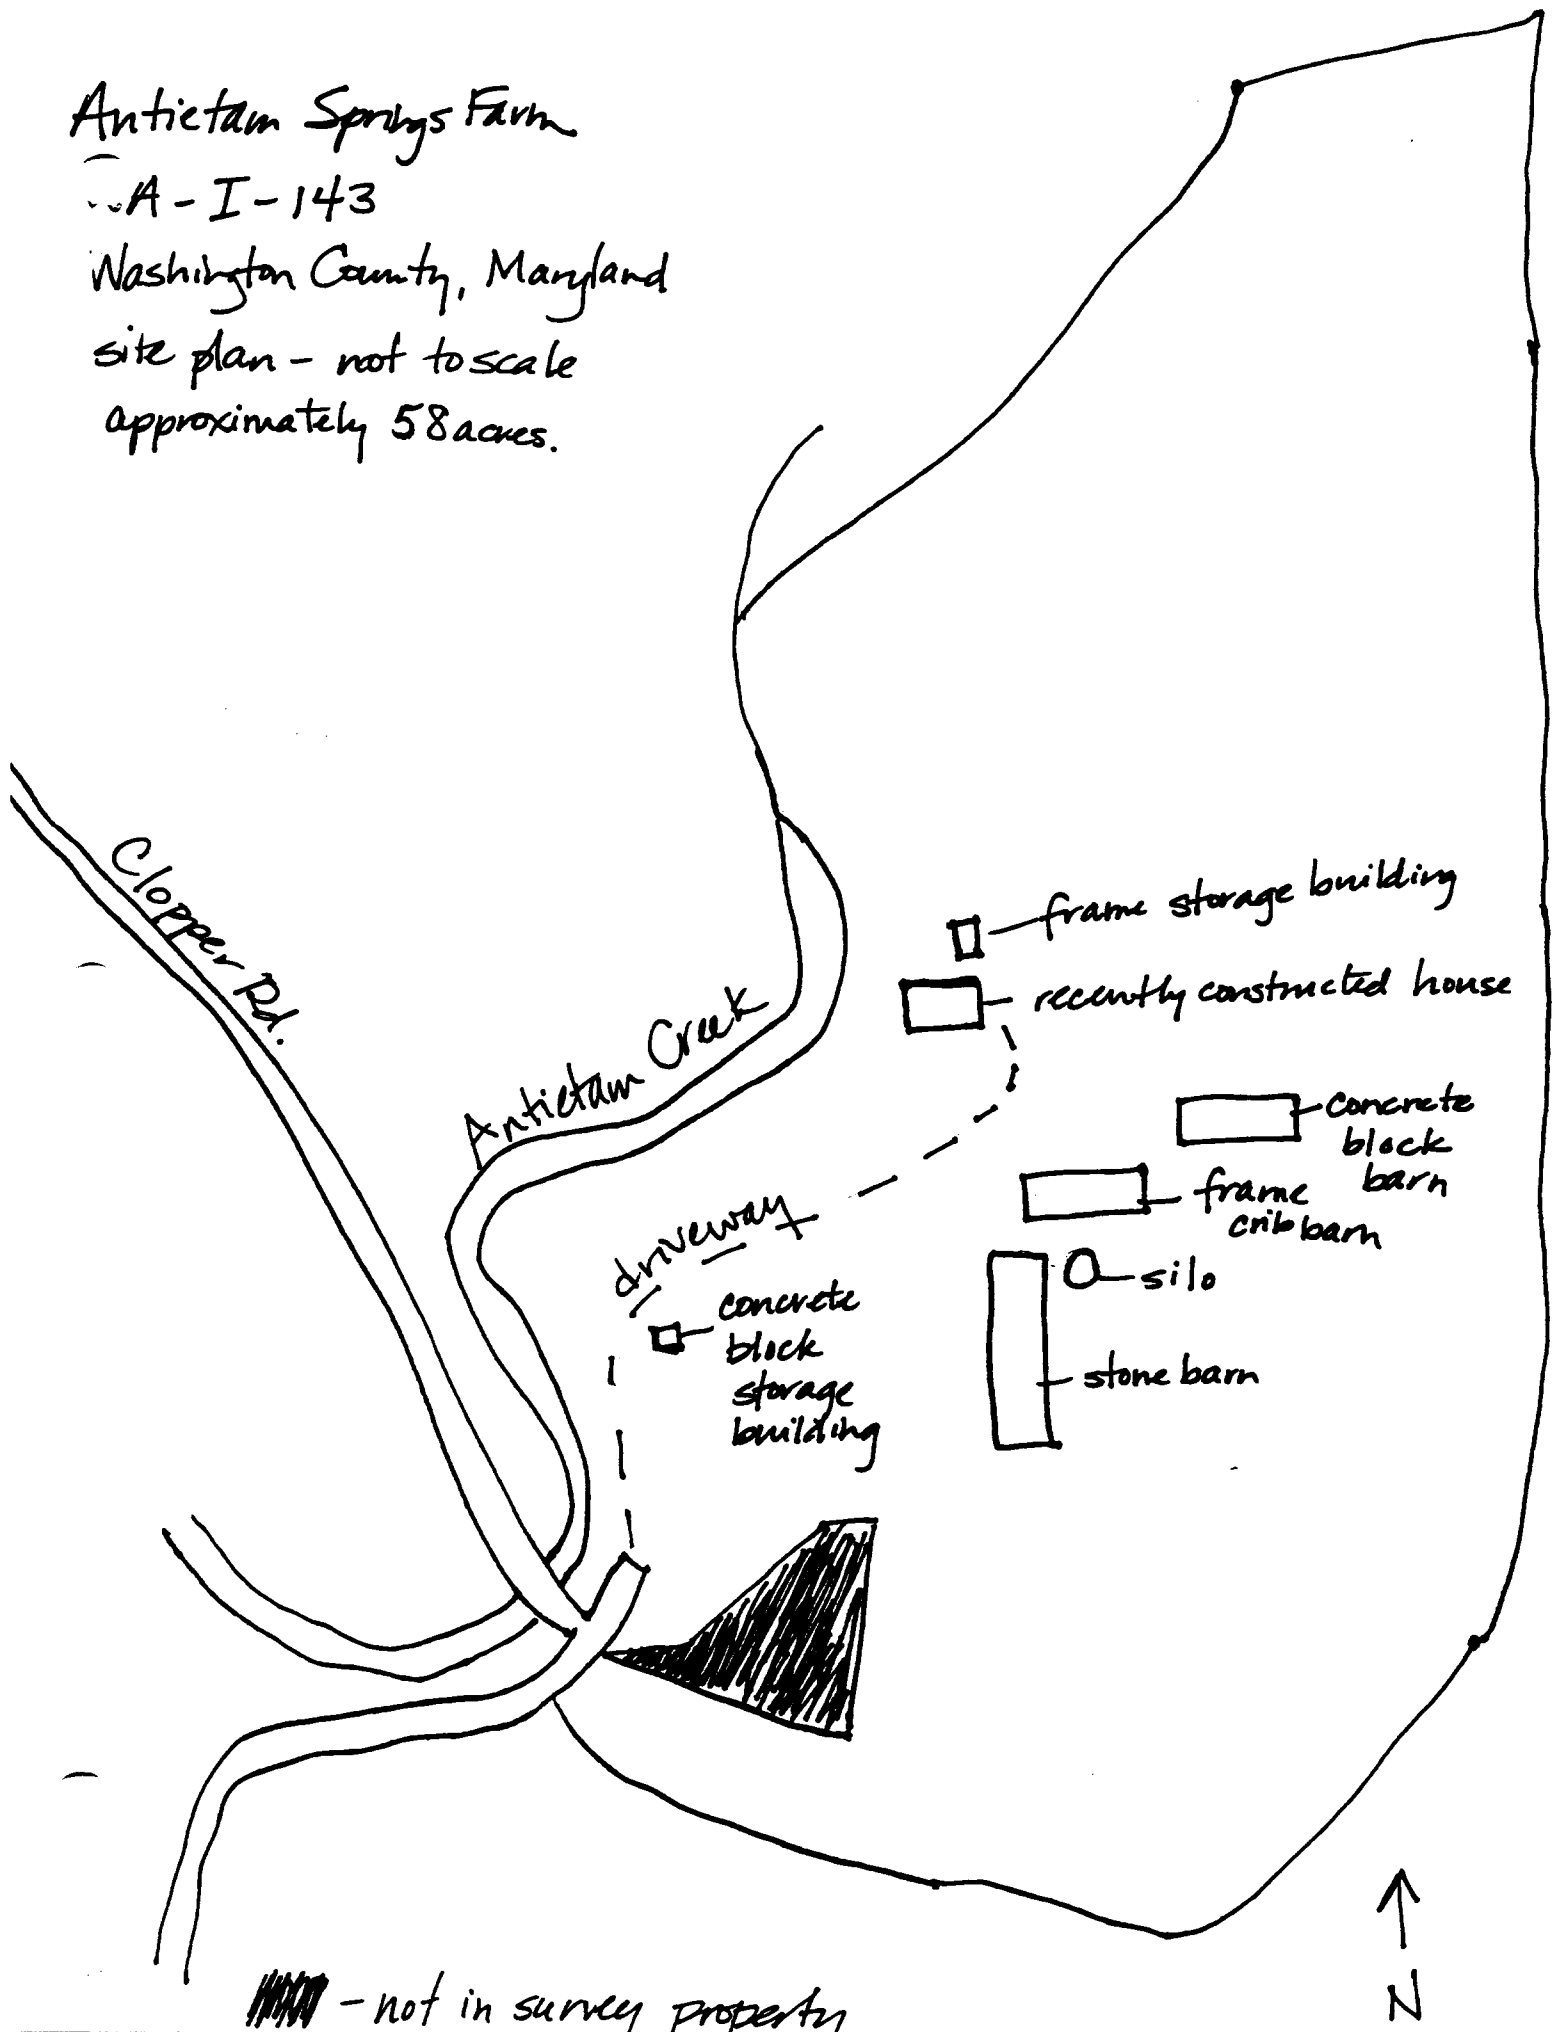 Antietam Springs Farm
A-I-143
Washington County, Maryland
site plan - not to scale
approximately 58 acres.
Clopper Rd.
Antietam Creek
frame storage building
recently constructed house
concrete
block
barn
frame
crib barn
silo
stone barn
driveway
concrete
block
storage
building
N
- not in survey property